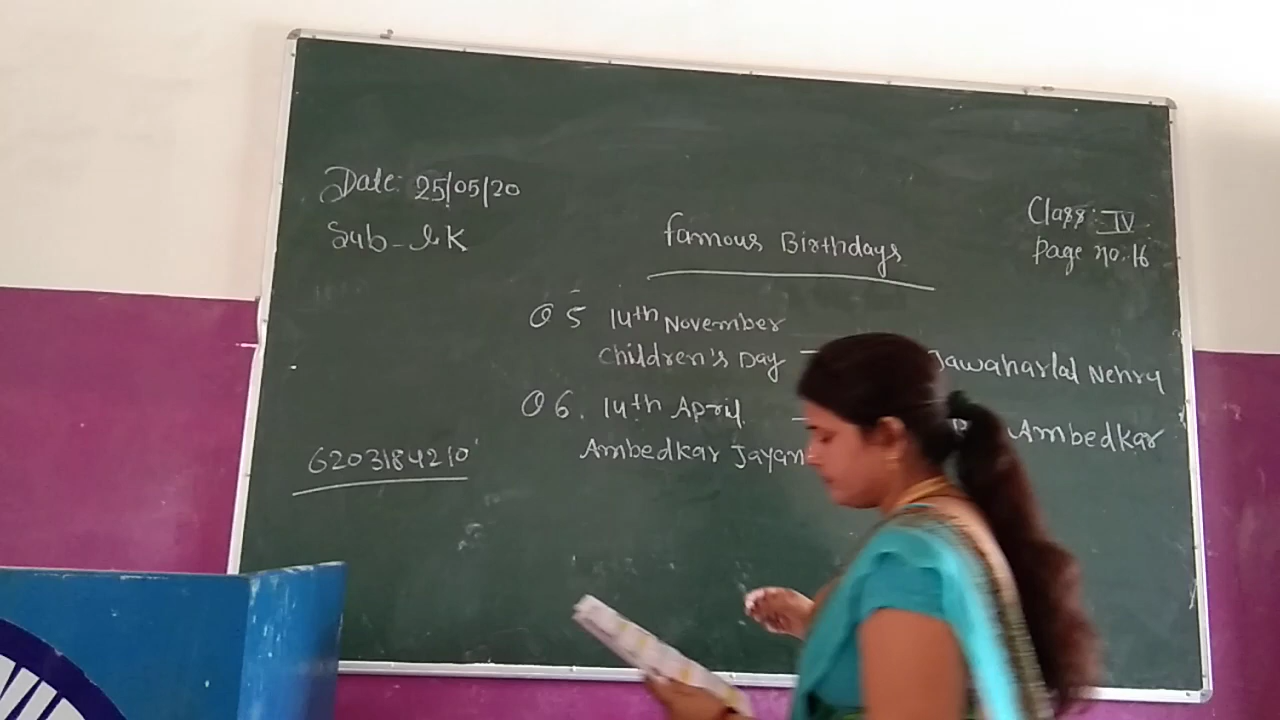 Date: 25/05/20
Sub - G K
Class: IV
Page no. 16
Famous Birthdays
Q 5 14th November
Children's Day — Jawaharlal Nehru
Q 6. 14th April —
Ambedkar
Ambedkar Jayan
6203184210